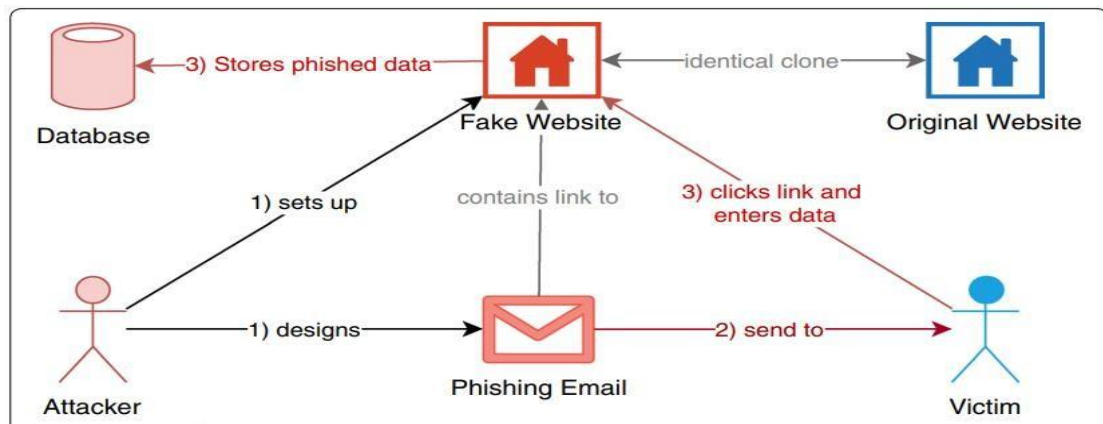 3) Stores phished data
identical clone
Database
Fake Website
Original Website
1) sets up
contains link to
3) clicks link and
enters data
1) designs
2) send to
Phishing Email
Attacker
Victim